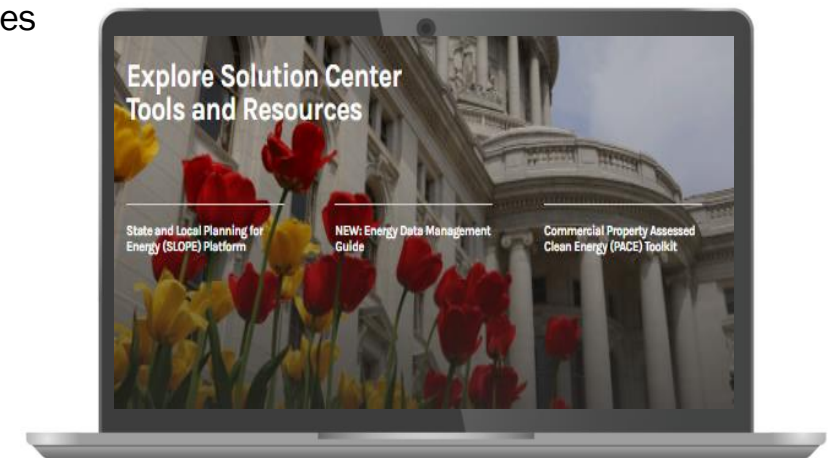 es
Explore Solution Center
Tools and Resources
State and Local Planning for
Energy (SLOPE) Platform
NEW: Energy Data Management
Guide
Commercial Property Assessed
Clean Energy (PACE) Toolkit